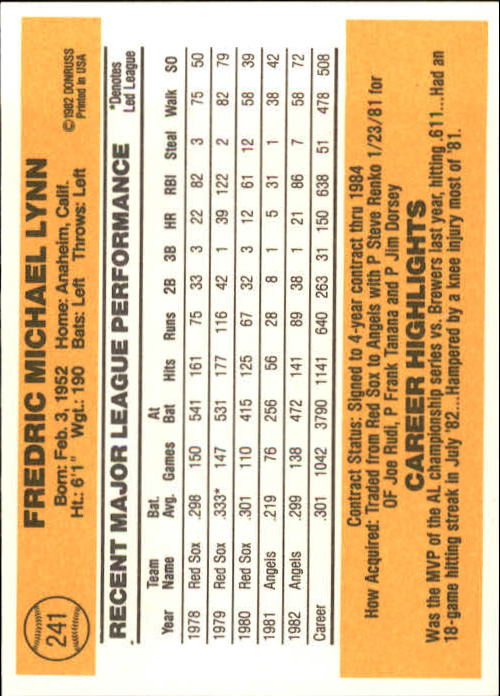 241
FREDRIC MICHAEL LYNN
Born: Feb. 3, 1952 Home: Anaheim, Calif.
Ht.: 6'1" Wgt.: 190 Bats: Left Throws: Left
©1982 DONRUSS
Printed in USA
RECENT MAJOR LEAGUE PERFORMANCE
*Denotes
Led League
Year Team Name Bat. Avg. Games At Bat Hits Runs 2B 3B HR RBI Steal Walk SO
1978 Red Sox .298 150 541 161 75 33 3 22 82 3 75 50
1979 Red Sox .333* 147 531 177 116 42 1 39 122 2 82 79
1980 Red Sox .301 110 415 125 67 32 3 12 61 12 58 39
1981 Angels .219 76 256 56 28 8 1 5 31 1 38 42
1982 Angels .299 138 472 141 89 38 1 21 86 7 58 72
Career .301 1042 3790 1141 640 263 31 150 638 51 478 508
Contract Status: Signed to 4-year contract thru 1984
How Acquired: Traded from Red Sox to Angels with P Steve Renko 1/23/81 for
OF Joe Rudi, P Frank Tanana and P Jim Dorsey
CAREER HIGHLIGHTS
Was the MVP of the AL championship series vs. Brewers last year, hitting .611...Had an
18-game hitting streak in July '82...Hampered by a knee injury most of '81.